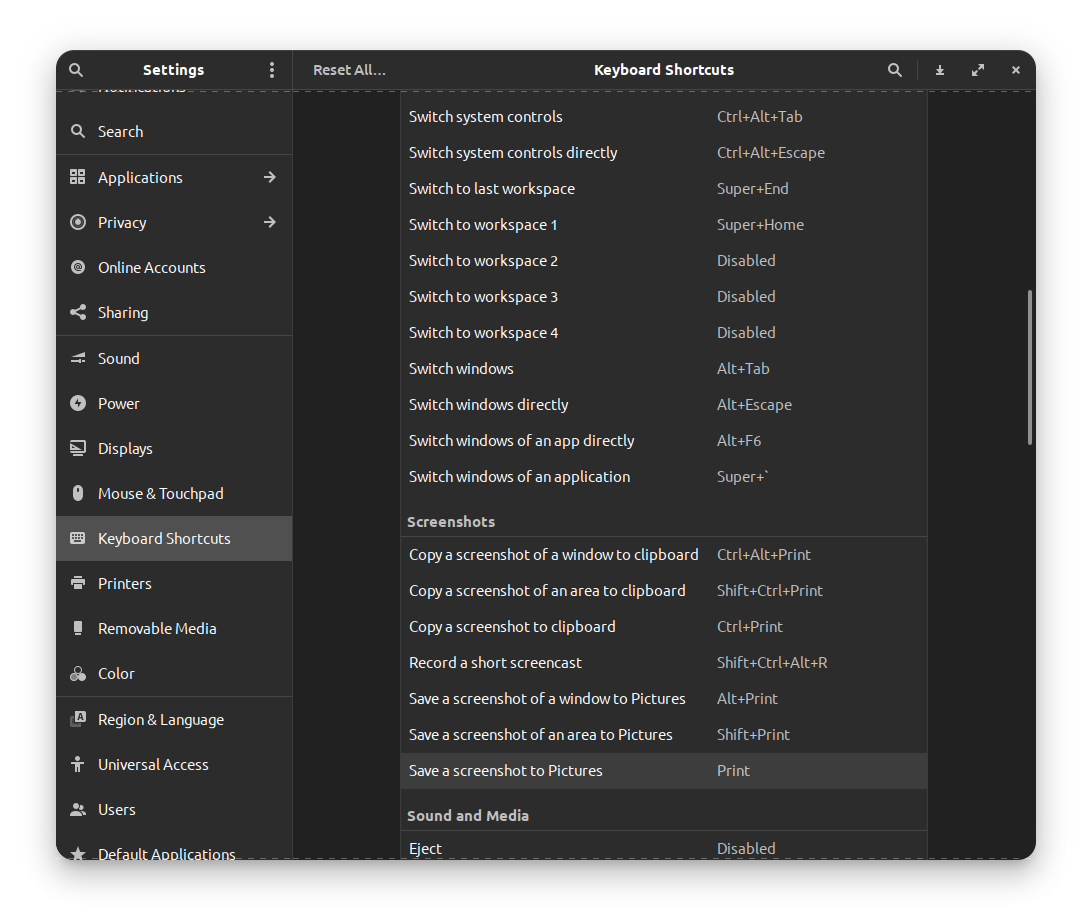 Settings
Reset All...
Keyboard Shortcuts
Notifications
Search
Applications
Privacy
Online Accounts
Sharing
Sound
Power
Displays
Mouse & Touchpad
Keyboard Shortcuts
Printers
Removable Media
Color
Region & Language
Universal Access
Users
Default Applications
Switch system controls Ctrl+Alt+Tab
Switch system controls directly Ctrl+Alt+Escape
Switch to last workspace Super+End
Switch to workspace 1 Super+Home
Switch to workspace 2 Disabled
Switch to workspace 3 Disabled
Switch to workspace 4 Disabled
Switch windows Alt+Tab
Switch windows directly Alt+Escape
Switch windows of an app directly Alt+F6
Switch windows of an application Super+`
Screenshots
Copy a screenshot of a window to clipboard Ctrl+Alt+Print
Copy a screenshot of an area to clipboard Shift+Ctrl+Print
Copy a screenshot to clipboard Ctrl+Print
Record a short screencast Shift+Ctrl+Alt+R
Save a screenshot of a window to Pictures Alt+Print
Save a screenshot of an area to Pictures Shift+Print
Save a screenshot to Pictures Print
Sound and Media
Eject Disabled